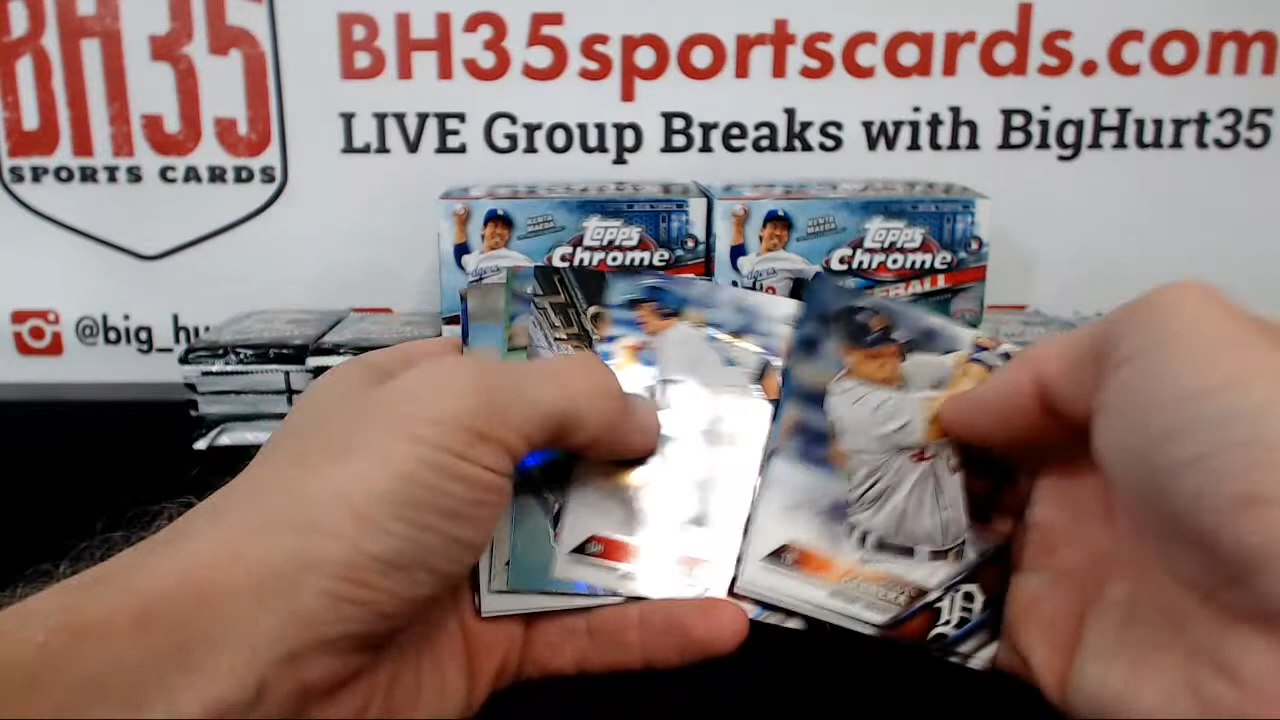 BH35
SPORTS CARDS
BH35sportscards.com
LIVE Group Breaks with BigHurt35
@big_hu
KENTA
MAEDA
Topps
Chrome
KENTA
MAEDA
Topps
Chrome
BALL
D